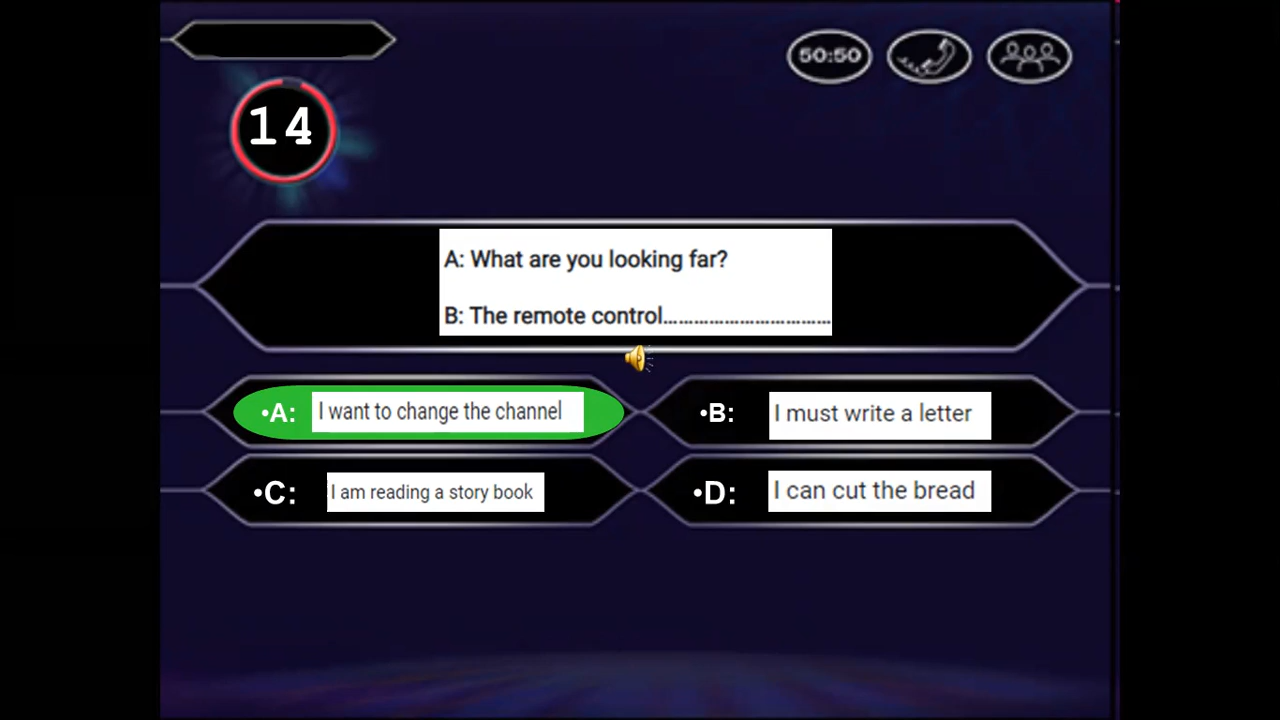 50:50
14
A: What are you looking far?
B: The remote control................................
•A: I want to change the channel
•B: I must write a letter
•C: I am reading a story book
•D: I can cut the bread